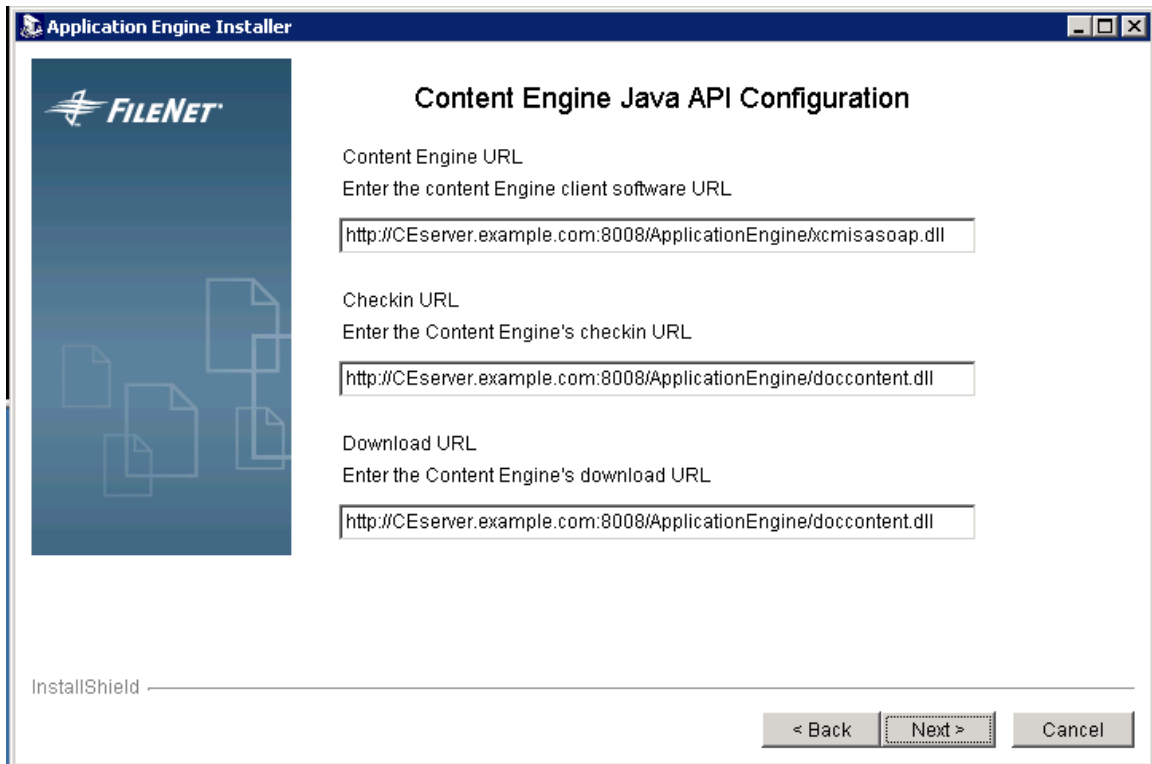 Application Engine Installer
FILENET
Content Engine Java API Configuration
Content Engine URL
Enter the content Engine client software URL
http://CEserver.example.com:8008/ApplicationEngine/xcmisasoap.dll
Checkin URL
Enter the Content Engine's checkin URL
http://CEserver.example.com:8008/ApplicationEngine/doccontent.dll
Download URL
Enter the Content Engine's download URL
http://CEserver.example.com:8008/ApplicationEngine/doccontent.dll
InstallShield
< Back Next > Cancel